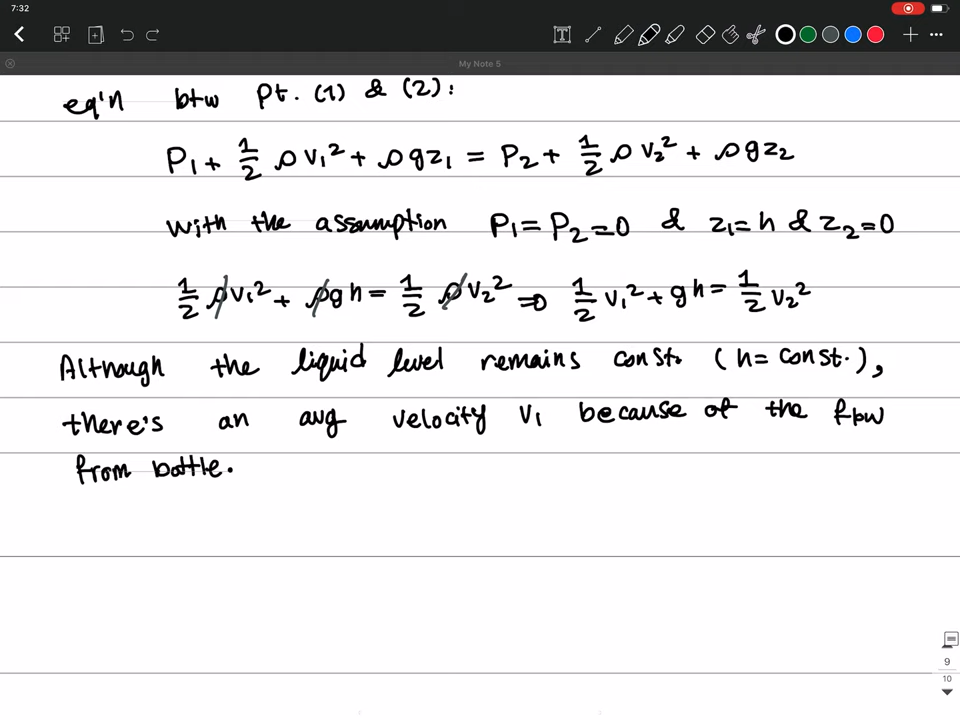 7:32
My Note 5
eq'n btw Pt. (1) & (2):
P₁ + 1/2 ρ v₁² + ρ g z₁ = P₂ + 1/2 ρ v₂² + ρ g z₂
With the assumption P₁ = P₂ = 0 & z₁ = h & z₂ = 0
1/2 ρ v₁² + ρ g h = 1/2 ρ v₂² ⇒ 1/2 v₁² + g h = 1/2 v₂²
Although the liquid level remains const. (h = const.),
there's an avg velocity v₁ because of the flow
from bottle.
9
10